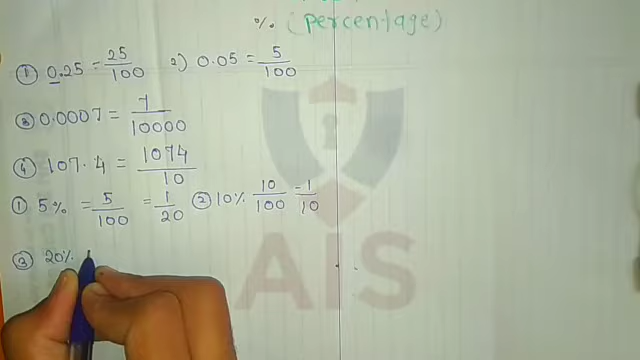 % (percentage)
① 0.25 = 25/100 2) 0.05 = 5/100
③ 0.0007 = 7/10000
④ 107.4 = 1074/10
① 5% = 5/100 = 1/20 ② 10% 10/100 = 1/10
③ 20%
AIS